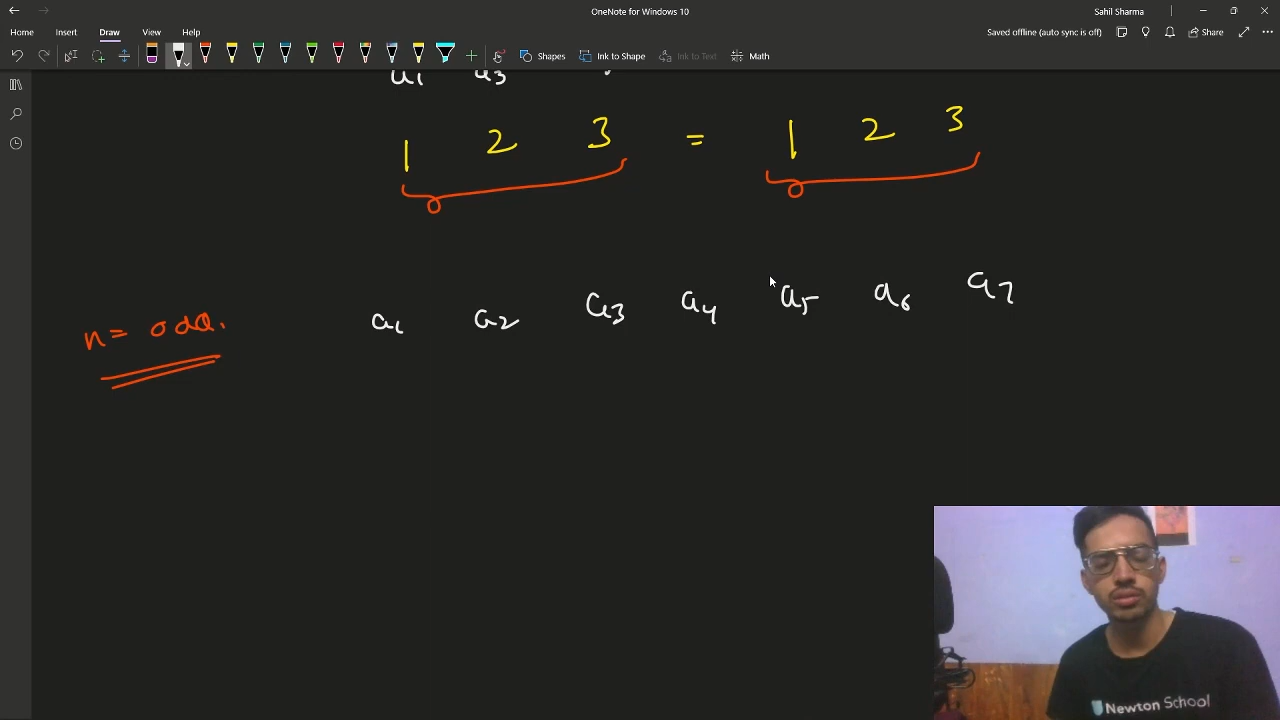 OneNote for Windows 10
Sahil Sharma
Home Insert Draw View Help
Saved offline (auto sync is off)
Share
Shapes
Ink to Shape
Ink to Text
Math
a1 a3
1 2 3 = 1 2 3
n = odd.
a1 a2 a3 a4 a5 a6 a7
Newton School